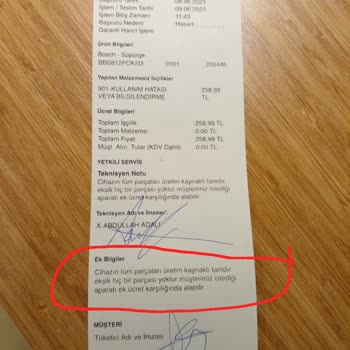 Başvuru Tarihi : 08.06.2023
İşlem / Teslim Tarihi : 09.06.2023
İşlem Bitiş Zamanı : 11:43
Başvuru Nedeni : Hasarlı
Garanti Harici İşlem
Ürün Bilgileri
Bosch - Süpürge
BBS812PCK/03 0101 200446
Yapılan Malzemesiz İşçilikler
901-KULLANIM HATASI 258.99
VEYA BİLGİLENDİRME TL
Ücret Bilgileri
Toplam İşçilik: 258.99 TL
Toplam Malzeme: 0.00 TL
Toplam Fiyat: 258.99 TL
Müşt. Alın. Tutar (KDV Dahil) 0.00 TL
YETKİLİ SERVİS
Teknisyen Notu
Cihazın tüm parçaları üretim kaynaklı tamdır
eksik hiç bir parçası yoktur müşterimiz istediği
aparatı ek ücret karşılığında alabilir
Teknisyen Adı ve İmzası
X-ABDULLAH ADALI
Ek Bilgiler
Cihazın tüm parçaları üretim kaynaklı tamdır
eksik hiç bir parçası yoktur müşterimiz istediği
aparatı ek ücret karşılığında alabilir
MÜŞTERİ
Tüketici Adı ve İmzası